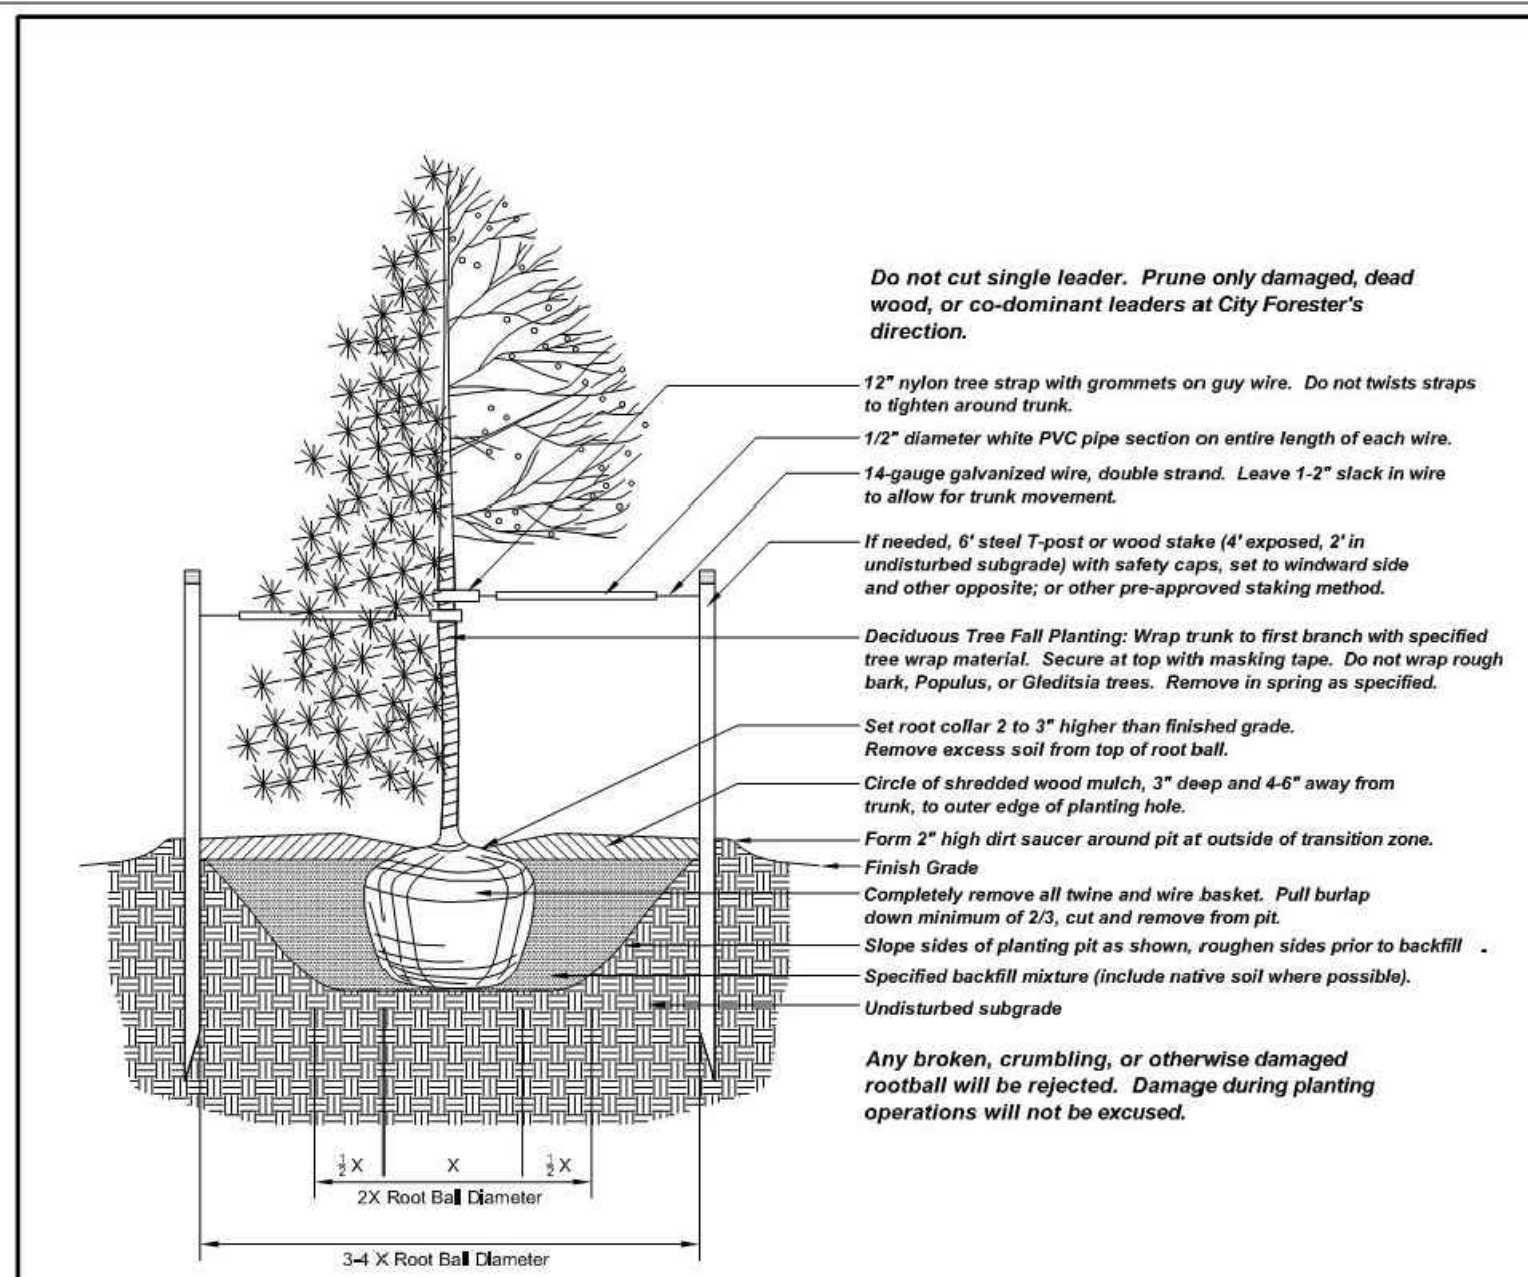 Do not cut single leader. Prune only damaged, dead
wood, or co-dominant leaders at City Forester's
direction.
12" nylon tree strap with grommets on guy wire. Do not twists straps
to tighten around trunk.
1/2" diameter white PVC pipe section on entire length of each wire.
14-gauge galvanized wire, double strand. Leave 1-2" slack in wire
to allow for trunk movement.
If needed, 6' steel T-post or wood stake (4' exposed, 2' in
undisturbed subgrade) with safety caps, set to windward side
and other opposite; or other pre-approved staking method.
Deciduous Tree Fall Planting: Wrap trunk to first branch with specified
tree wrap material. Secure at top with masking tape. Do not wrap rough
bark, Populus, or Gleditsia trees. Remove in spring as specified.
Set root collar 2 to 3" higher than finished grade.
Remove excess soil from top of root ball.
Circle of shredded wood mulch, 3" deep and 4-6" away from
trunk, to outer edge of planting hole.
Form 2" high dirt saucer around pit at outside of transition zone.
Finish Grade
Completely remove all twine and wire basket. Pull burlap
down minimum of 2/3, cut and remove from pit.
Slope sides of planting pit as shown, roughen sides prior to backfill .
Specified backfill mixture (include native soil where possible).
Undisturbed subgrade
Any broken, crumbling, or otherwise damaged
rootball will be rejected. Damage during planting
operations will not be excused.
½ X X ½ X
2X Root Ball Diameter
3-4 X Root Ball Diameter